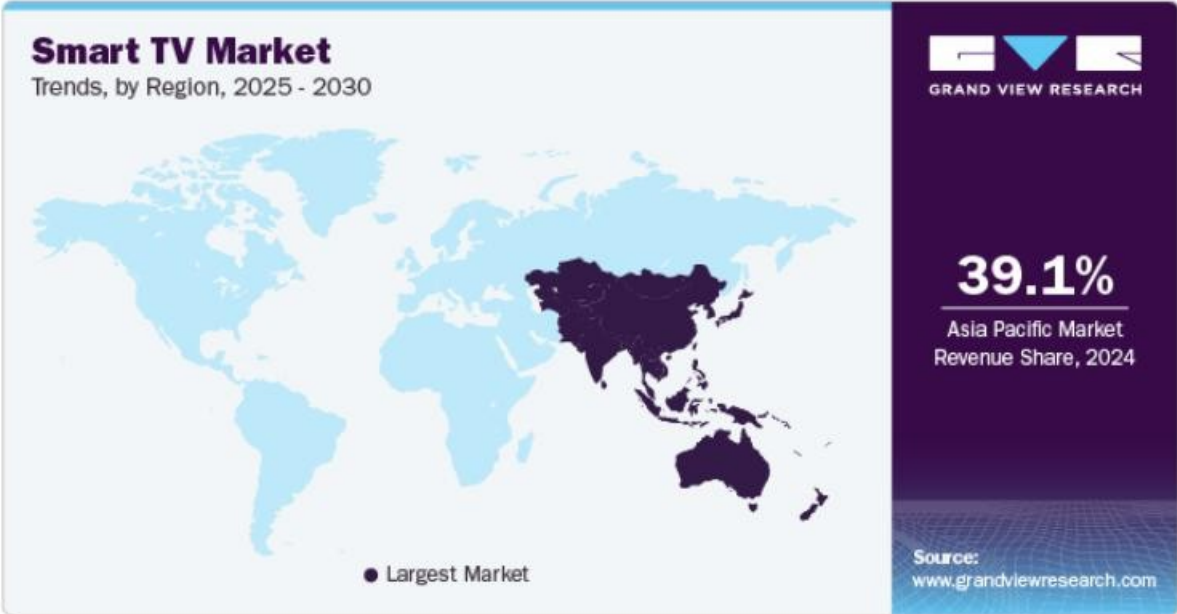 Smart TV Market
Trends, by Region, 2025 - 2030
GRAND VIEW RESEARCH
39.1%
Asia Pacific Market
Revenue Share, 2024
Largest Market
Source:
www.grandviewresearch.com